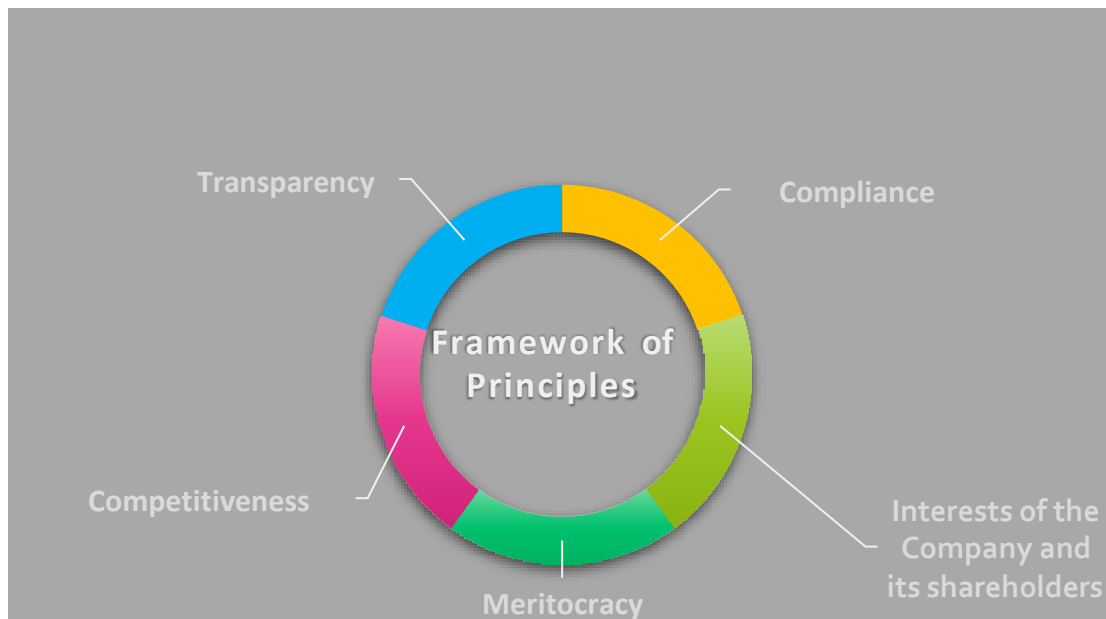 Transparency
Compliance
Framework of
Principles
Competitiveness
Interests of the
Company and
its shareholders
Meritocracy